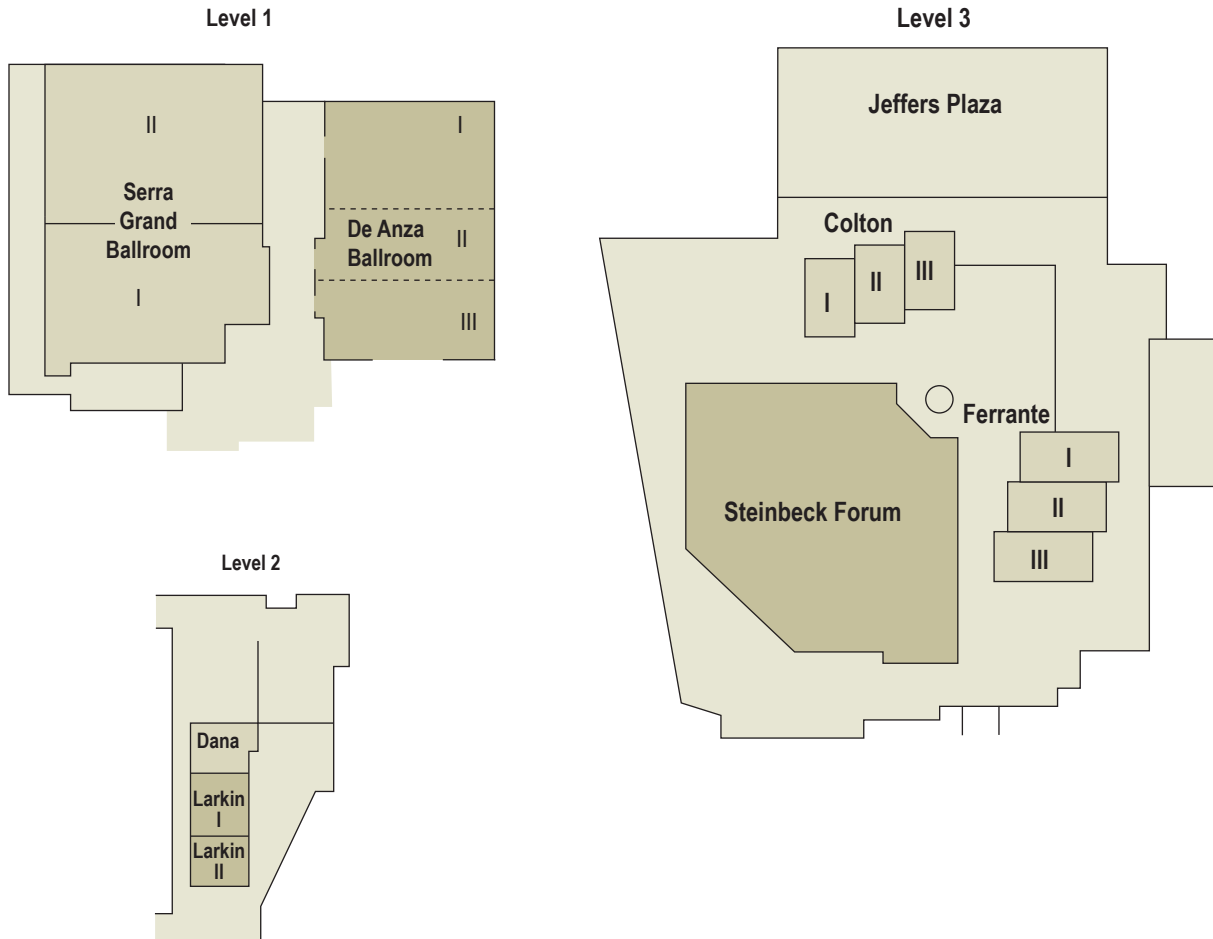 Level 1
II
Serra
Grand
Ballroom
I
I
De Anza
Ballroom
II
III
Level 2
Dana
Larkin
I
Larkin
II
Level 3
Jeffers Plaza
Colton
I
II
III
Ferrante
I
II
III
Steinbeck Forum